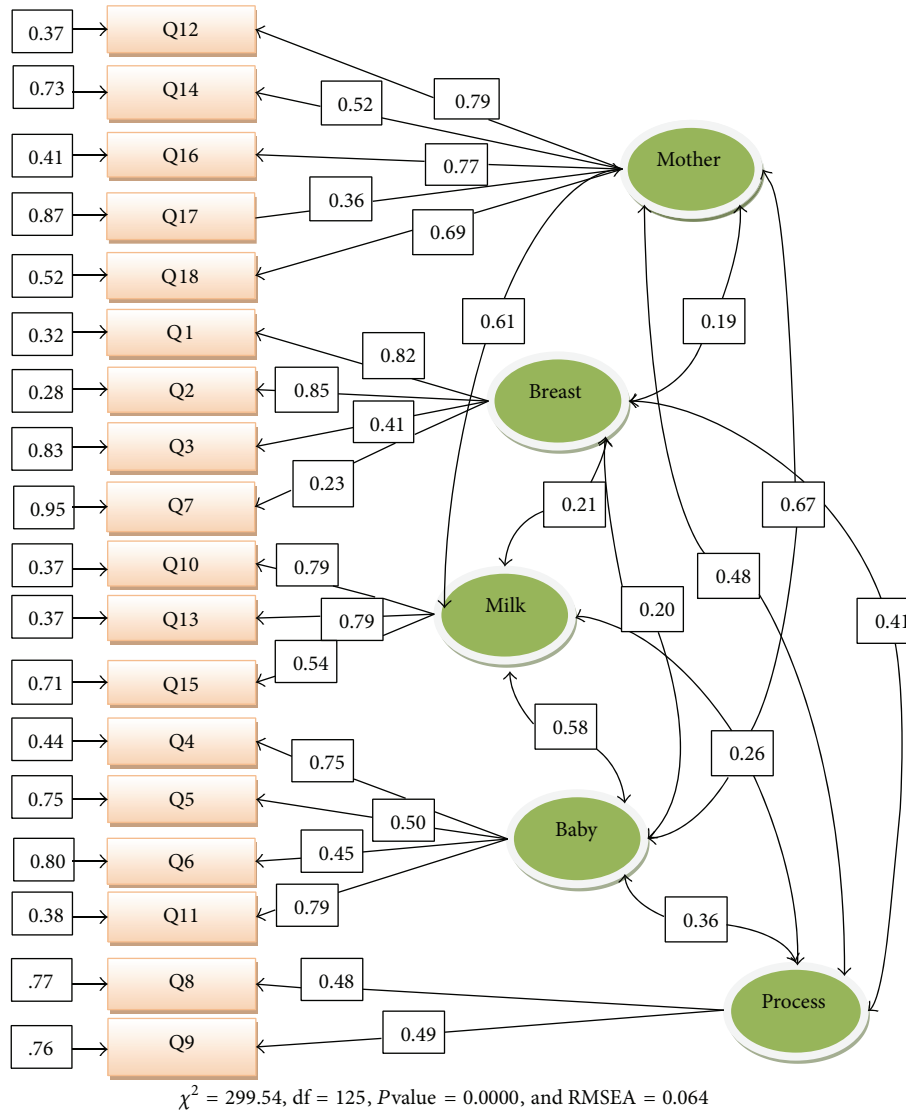 0.37 Q12
0.79
0.73 Q14
0.52
0.41 Q16
0.77
Mother
0.87 Q17
0.36
0.69
0.52 Q18
0.61
0.19
0.32 Q1
0.82
0.28 Q2
0.85
Breast
0.41
0.83 Q3
0.23
0.95 Q7
0.21
0.67
0.37 Q10
0.79
0.48
0.37 Q13
0.79
Milk
0.20
0.41
0.54
0.71 Q15
0.44 Q4
0.75
0.58
0.26
0.75 Q5
0.50
Baby
0.80 Q6
0.45
0.38 Q11
0.79
0.36
.77 Q8
0.48
Process
0.49
.76 Q9
χ² = 299.54, df = 125, Pvalue = 0.0000, and RMSEA = 0.064